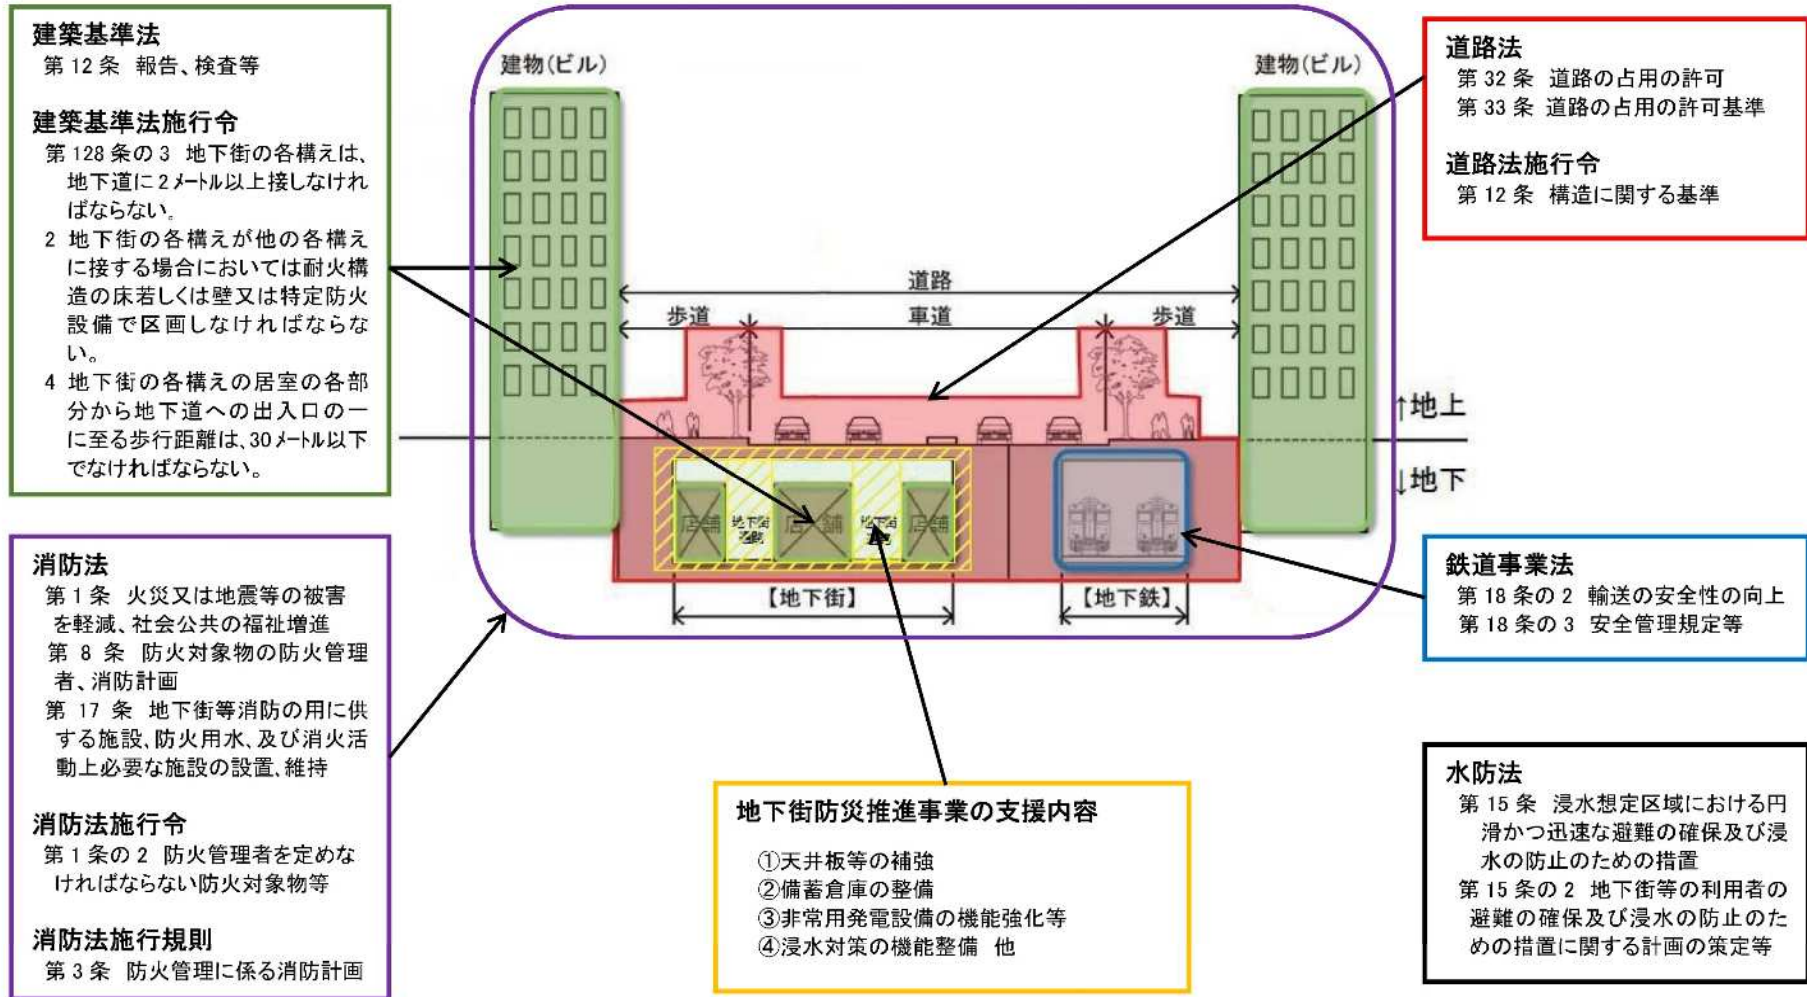 建築基準法
第12条 報告、検査等
建築基準法施行令
第128条の3 地下街の各構えは、
地下道に2メートル以上接しなけれ
ばならない。
2 地下街の各構えが他の各構え
に接する場合においては耐火構
造の床若しくは壁又は特定防火
設備で区画しなければならな
い。
4 地下街の各構えの居室の各部
分から地下道への出入口の一
に至る歩行距離は、30メートル以下
でなければならない。
消防法
第1条 火災又は地震等の被害
を軽減、社会公共の福祉増進
第8条 防火対象物の防火管理
者、消防計画
第17条 地下街等消防の用に供
する施設、防火用水、及び消火活
動上必要な施設の設置、維持
消防法施行令
第1条の2 防火管理者を定めな
ければならない防火対象物等
消防法施行規則
第3条 防火管理に係る消防計画
建物(ビル)
建物(ビル)
道路
歩道
車道
歩道
↑地上
↓地下
店舗
地下街
通路
店舗
地下街
通路
店舗
【地下街】
【地下鉄】
地下街防災推進事業の支援内容
①天井板等の補強
②備蓄倉庫の整備
③非常用発電設備の機能強化等
④浸水対策の機能整備 他
道路法
第32条 道路の占用の許可
第33条 道路の占用の許可基準
道路法施行令
第12条 構造に関する基準
鉄道事業法
第18条の2 輸送の安全性の向上
第18条の3 安全管理規定等
水防法
第15条 浸水想定区域における円
滑かつ迅速な避難の確保及び浸
水の防止のための措置
第15条の2 地下街等の利用者の
避難の確保及び浸水の防止のた
めの措置に関する計画の策定等